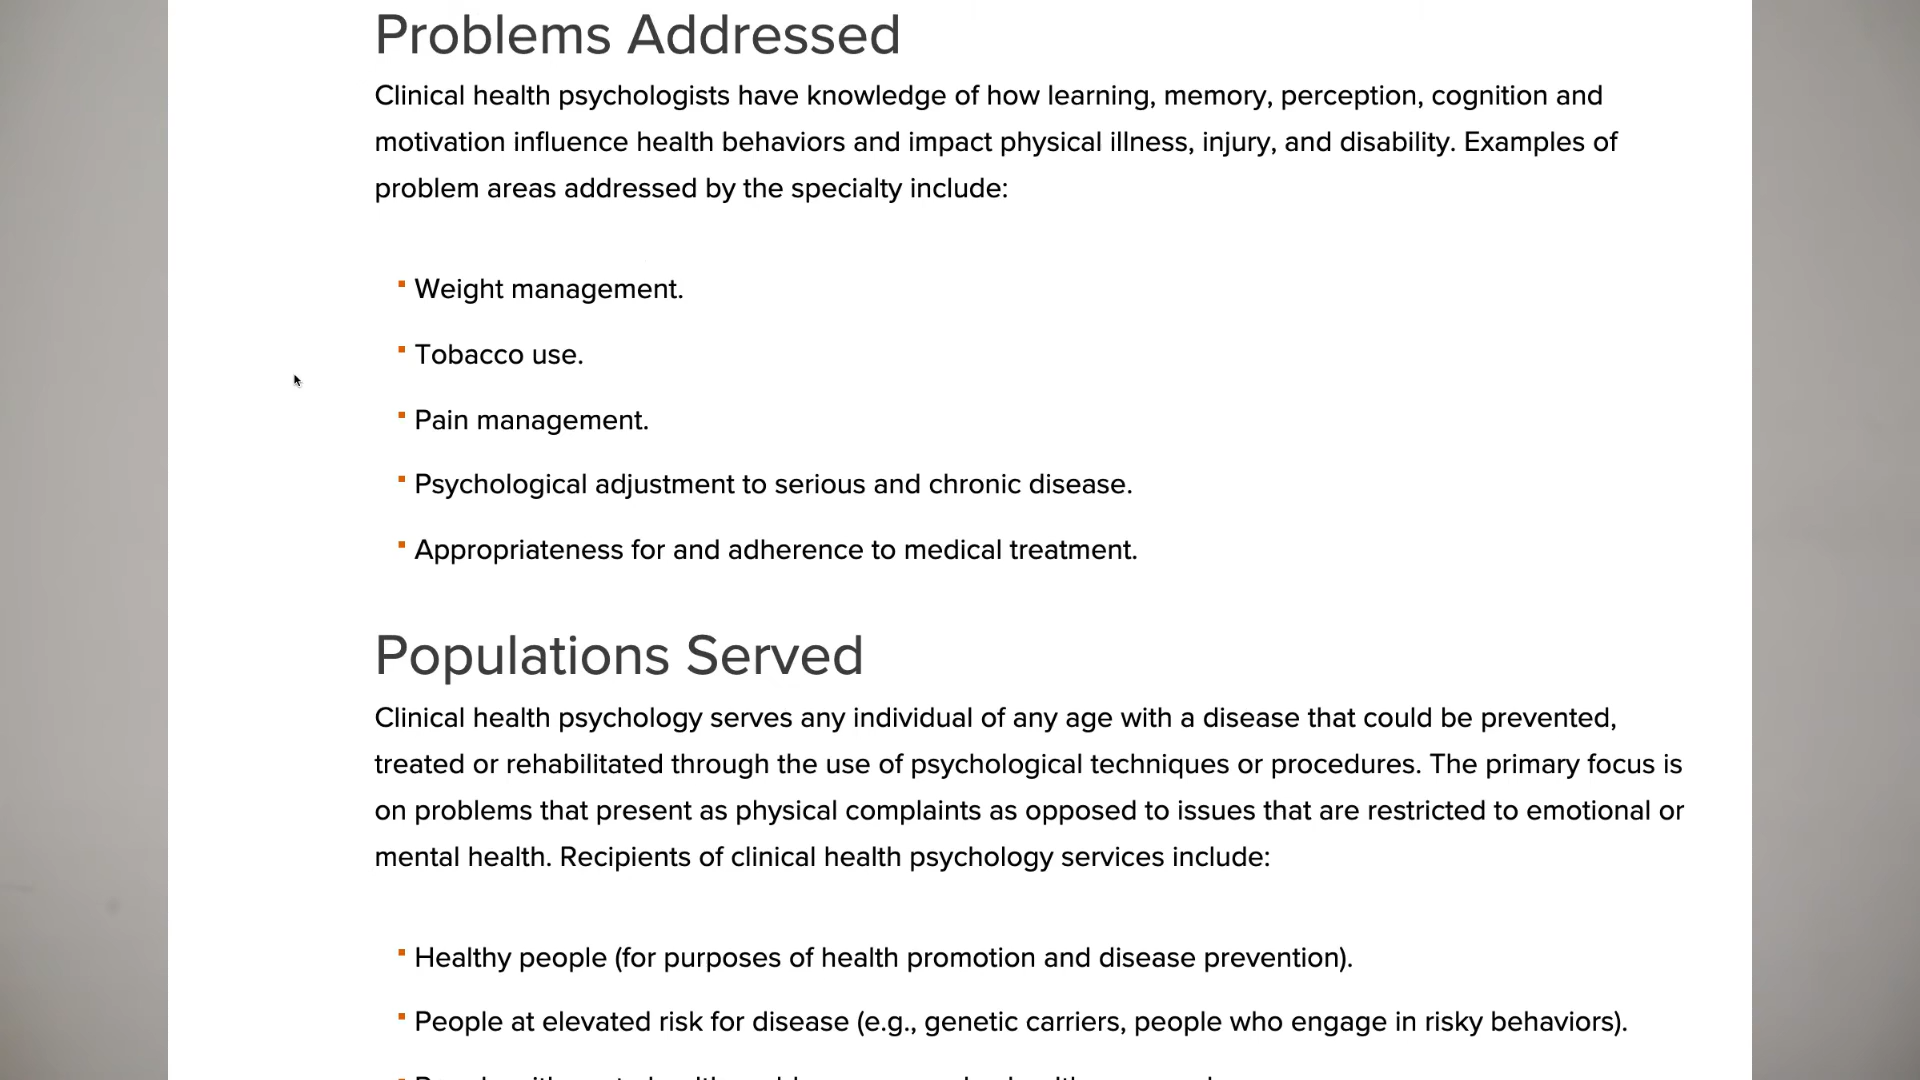 Problems Addressed
Clinical health psychologists have knowledge of how learning, memory, perception, cognition and
motivation influence health behaviors and impact physical illness, injury, and disability. Examples of
problem areas addressed by the specialty include:
Weight management.
Tobacco use.
Pain management.
Psychological adjustment to serious and chronic disease.
Appropriateness for and adherence to medical treatment.
Populations Served
Clinical health psychology serves any individual of any age with a disease that could be prevented,
treated or rehabilitated through the use of psychological techniques or procedures. The primary focus is
on problems that present as physical complaints as opposed to issues that are restricted to emotional or
mental health. Recipients of clinical health psychology services include:
Healthy people (for purposes of health promotion and disease prevention).
People at elevated risk for disease (e.g., genetic carriers, people who engage in risky behaviors).